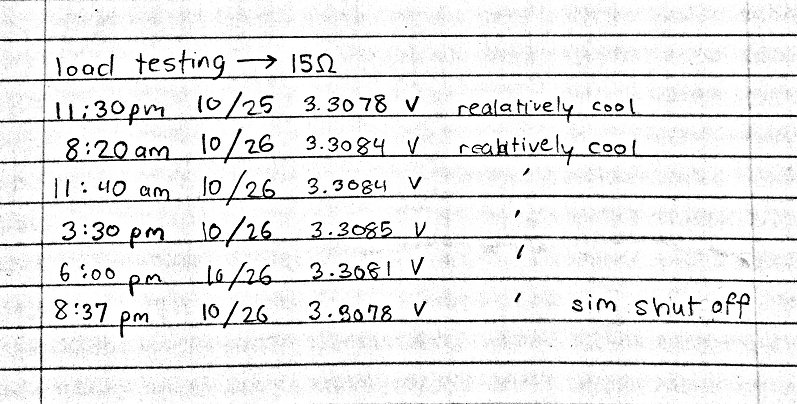 load testing → 15Ω
11:30pm 10/25 3.3078 V realatively cool
8:20 am 10/26 3.3084 V realtively cool
11:40 am 10/26 3.3084 V '
3:30 pm 10/26 3.3085 V '
6:00 pm 10/26 3.3081 V '
8:37 pm 10/26 3.3078 V ' sim shut off